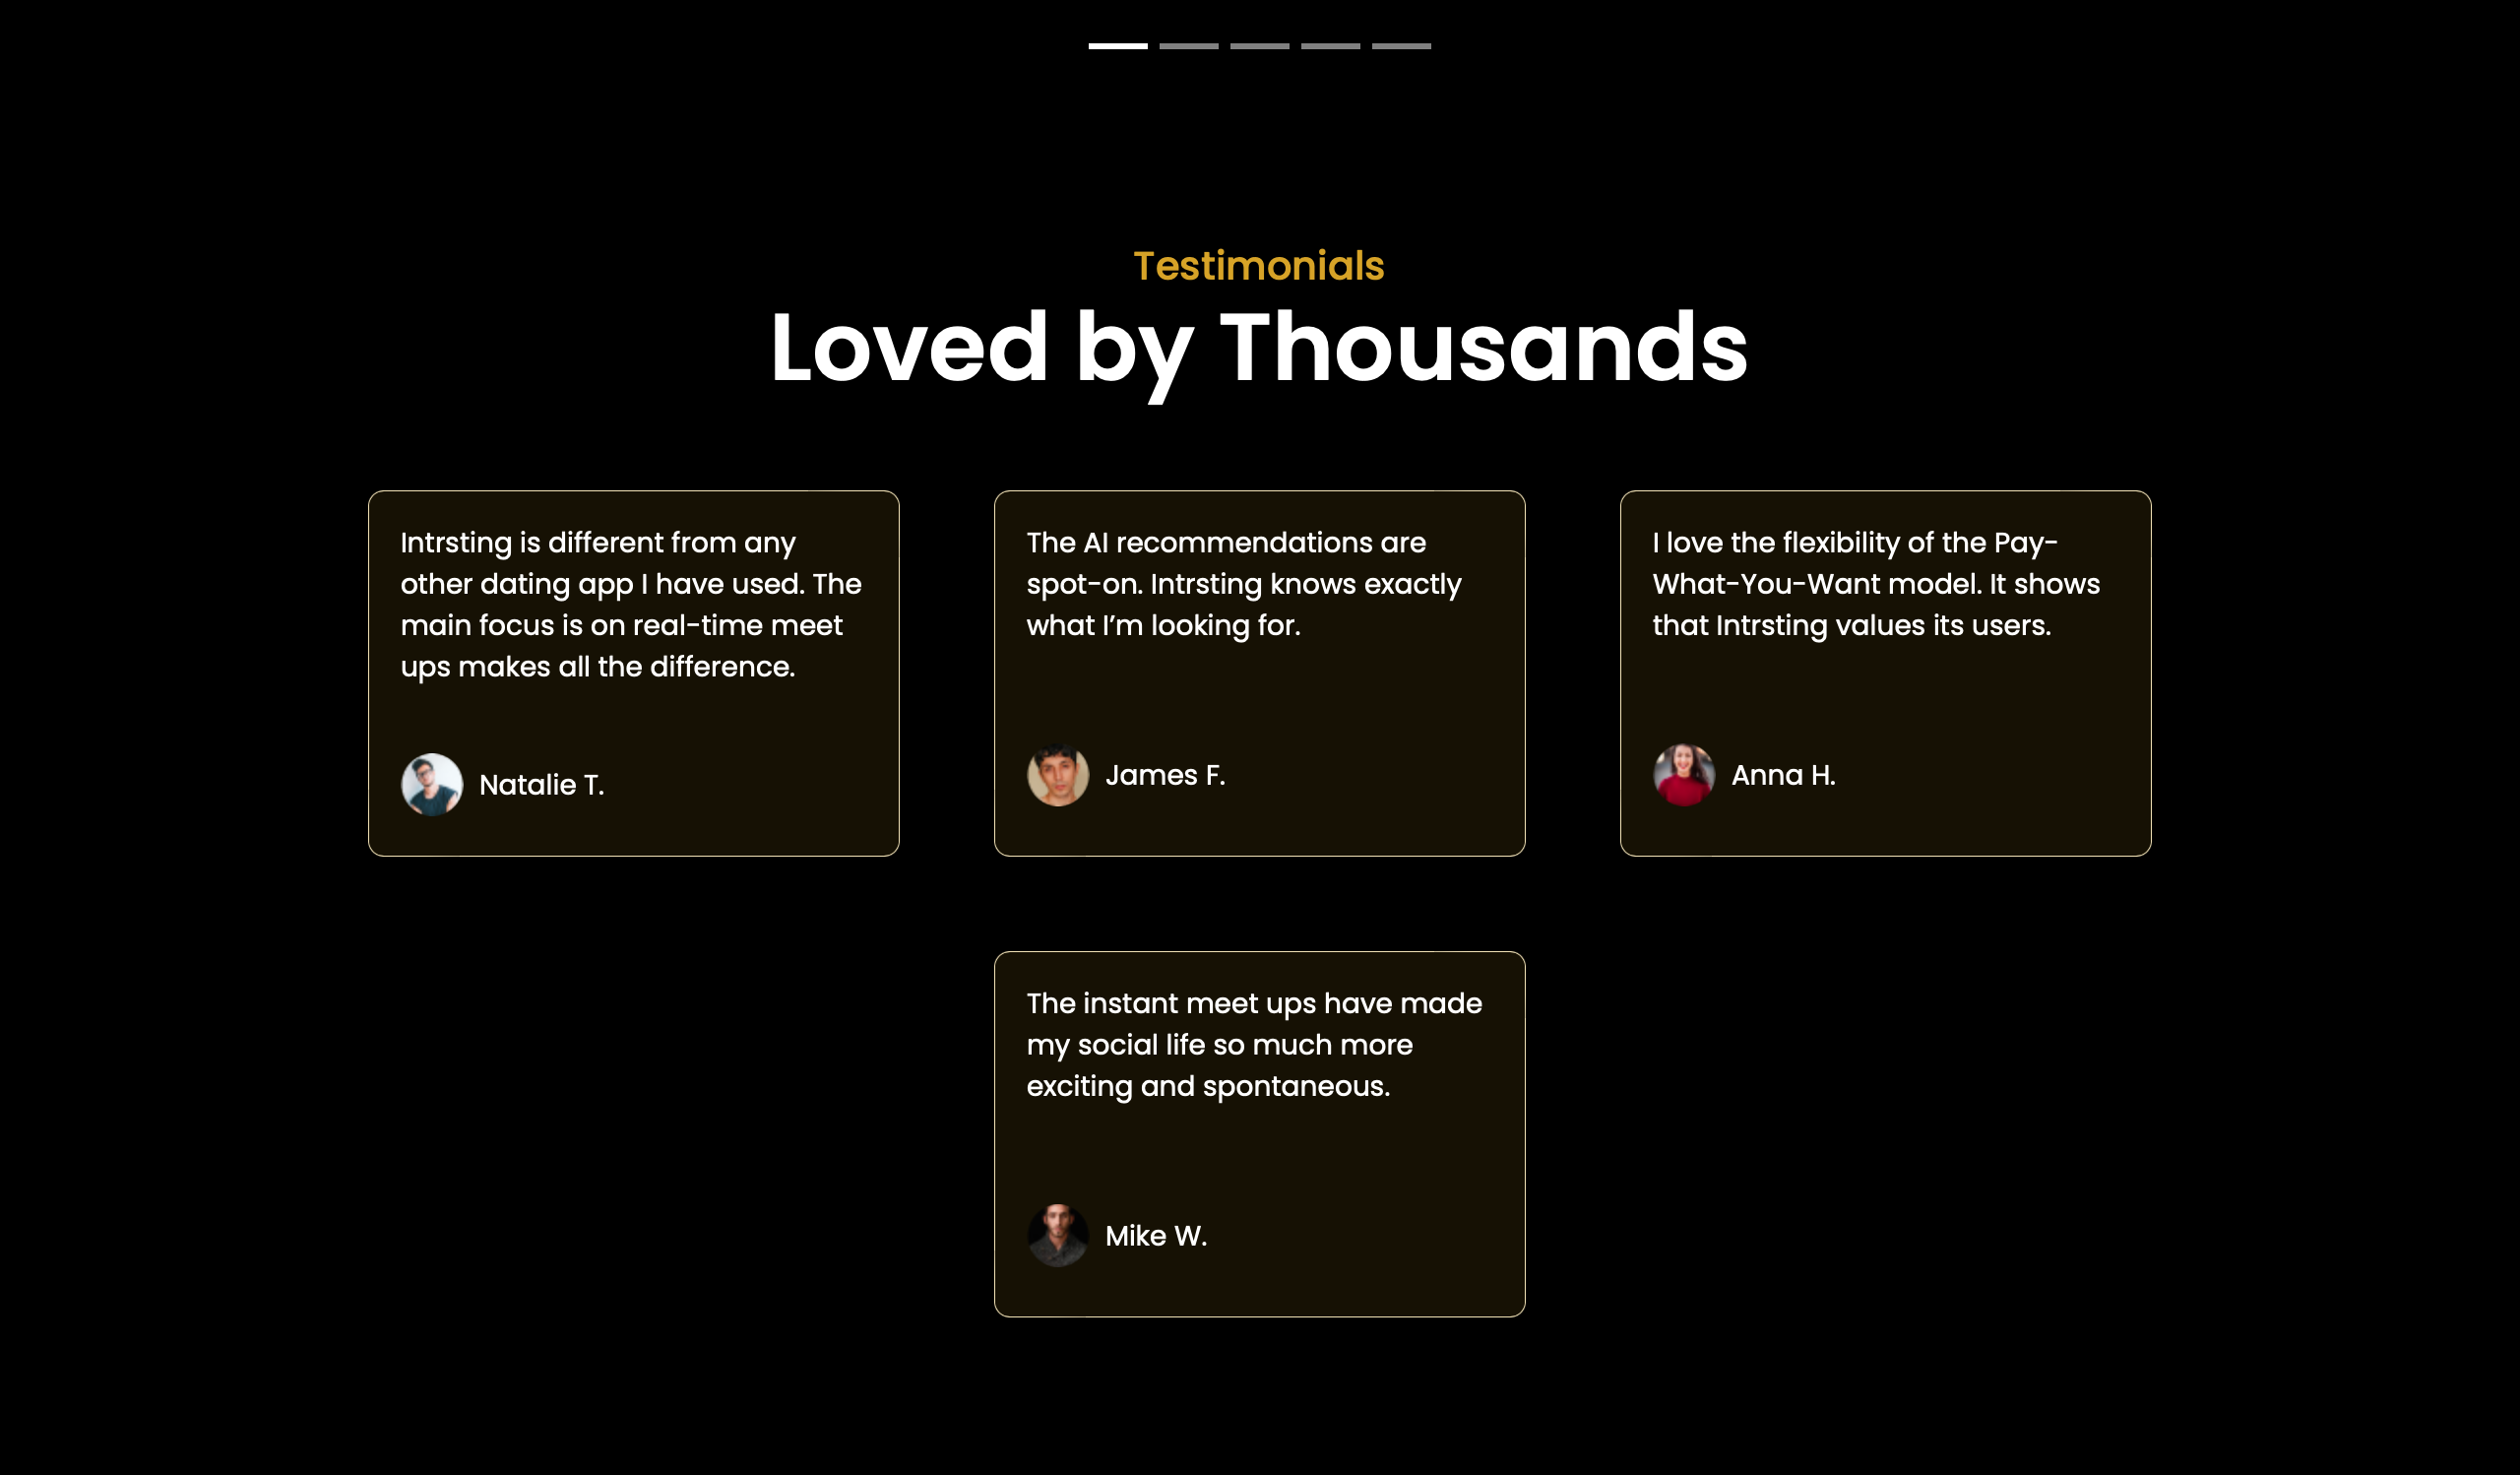 Testimonials
Loved by Thousands
Intrsting is different from any
other dating app I have used. The
main focus is on real-time meet
ups makes all the difference.
Natalie T.
The AI recommendations are
spot-on. Intrsting knows exactly
what I’m looking for.
James F.
I love the flexibility of the Pay-
What-You-Want model. It shows
that Intrsting values its users.
Anna H.
The instant meet ups have made
my social life so much more
exciting and spontaneous.
Mike W.